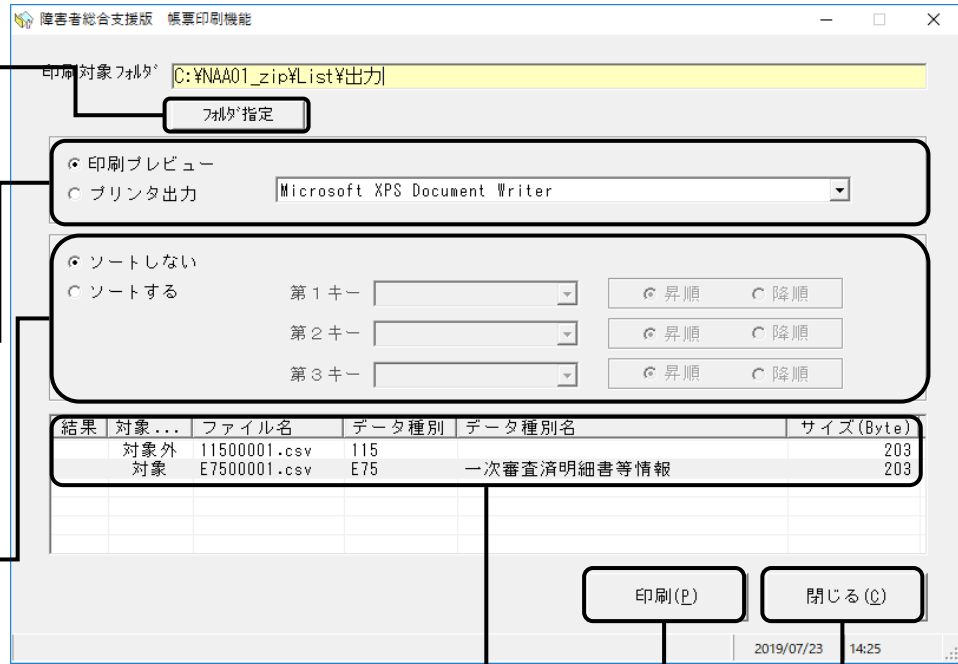 障害者総合支援版　帳票印刷機能
印刷対象ﾌｫﾙﾀﾞ C:¥NAA01_zip¥List¥出力
ﾌｫﾙﾀﾞ指定
印刷プレビュー
プリンタ出力 Microsoft XPS Document Writer
ソートしない
ソートする 第１キー 昇順 降順
第２キー 昇順 降順
第３キー 昇順 降順
結果 対象... ファイル名 データ種別 データ種別名 サイズ(Byte)
対象外 11500001.csv 115 203
対象 E7500001.csv E75 一次審査済明細書等情報 203
印刷(P) 閉じる(C)
2019/07/23 14:25